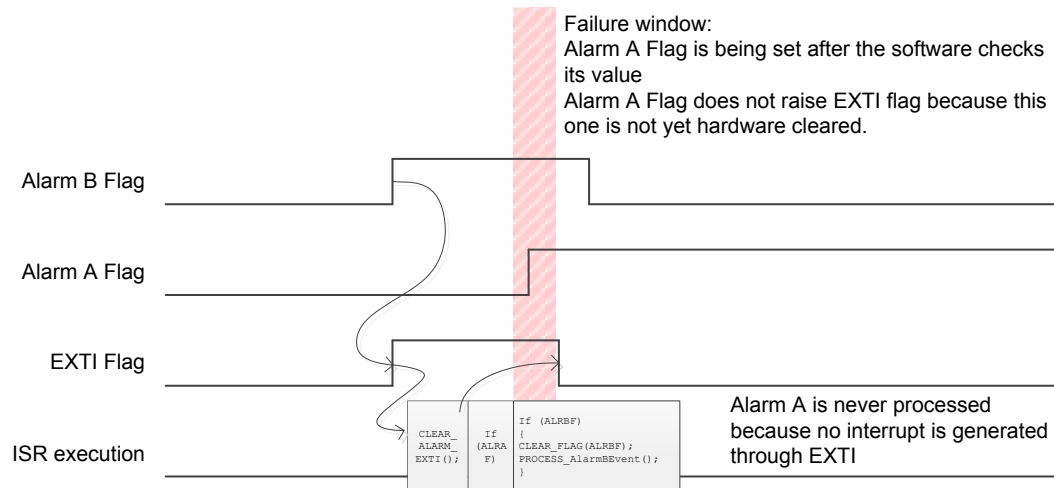 Failure window:
Alarm A Flag is being set after the software checks
its value
Alarm A Flag does not raise EXTI flag because this
one is not yet hardware cleared.
Alarm B Flag
Alarm A Flag
EXTI Flag
ISR execution
CLEAR_
ALARM_
EXTI();
If
(ALRA
F)
If (ALRBF)
{
CLEAR_FLAG(ALRBF);
PROCESS_AlarmBEvent();
}
Alarm A is never processed
because no interrupt is generated
through EXTI